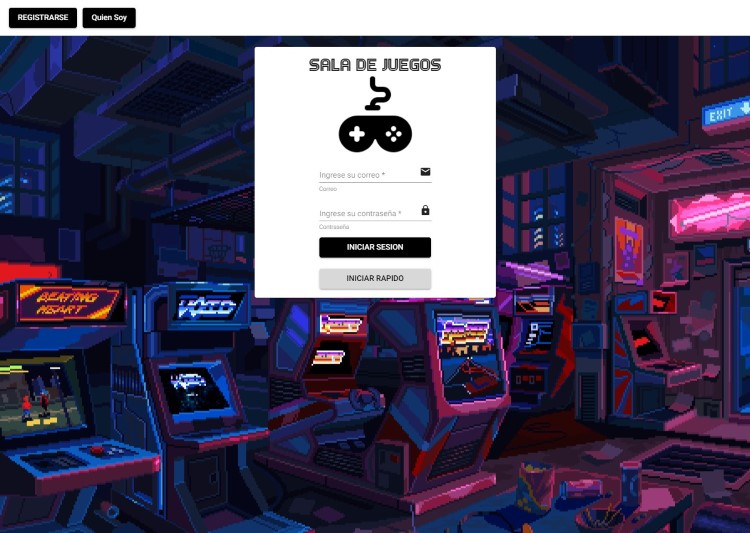 REGISTRARSE
Quien Soy
SALA DE JUEGOS
Ingrese su correo *
Correo
Ingrese su contraseña *
Contraseña
INICIAR SESION
INICIAR RAPIDO
EXIT
BEATING
HEART
VOID